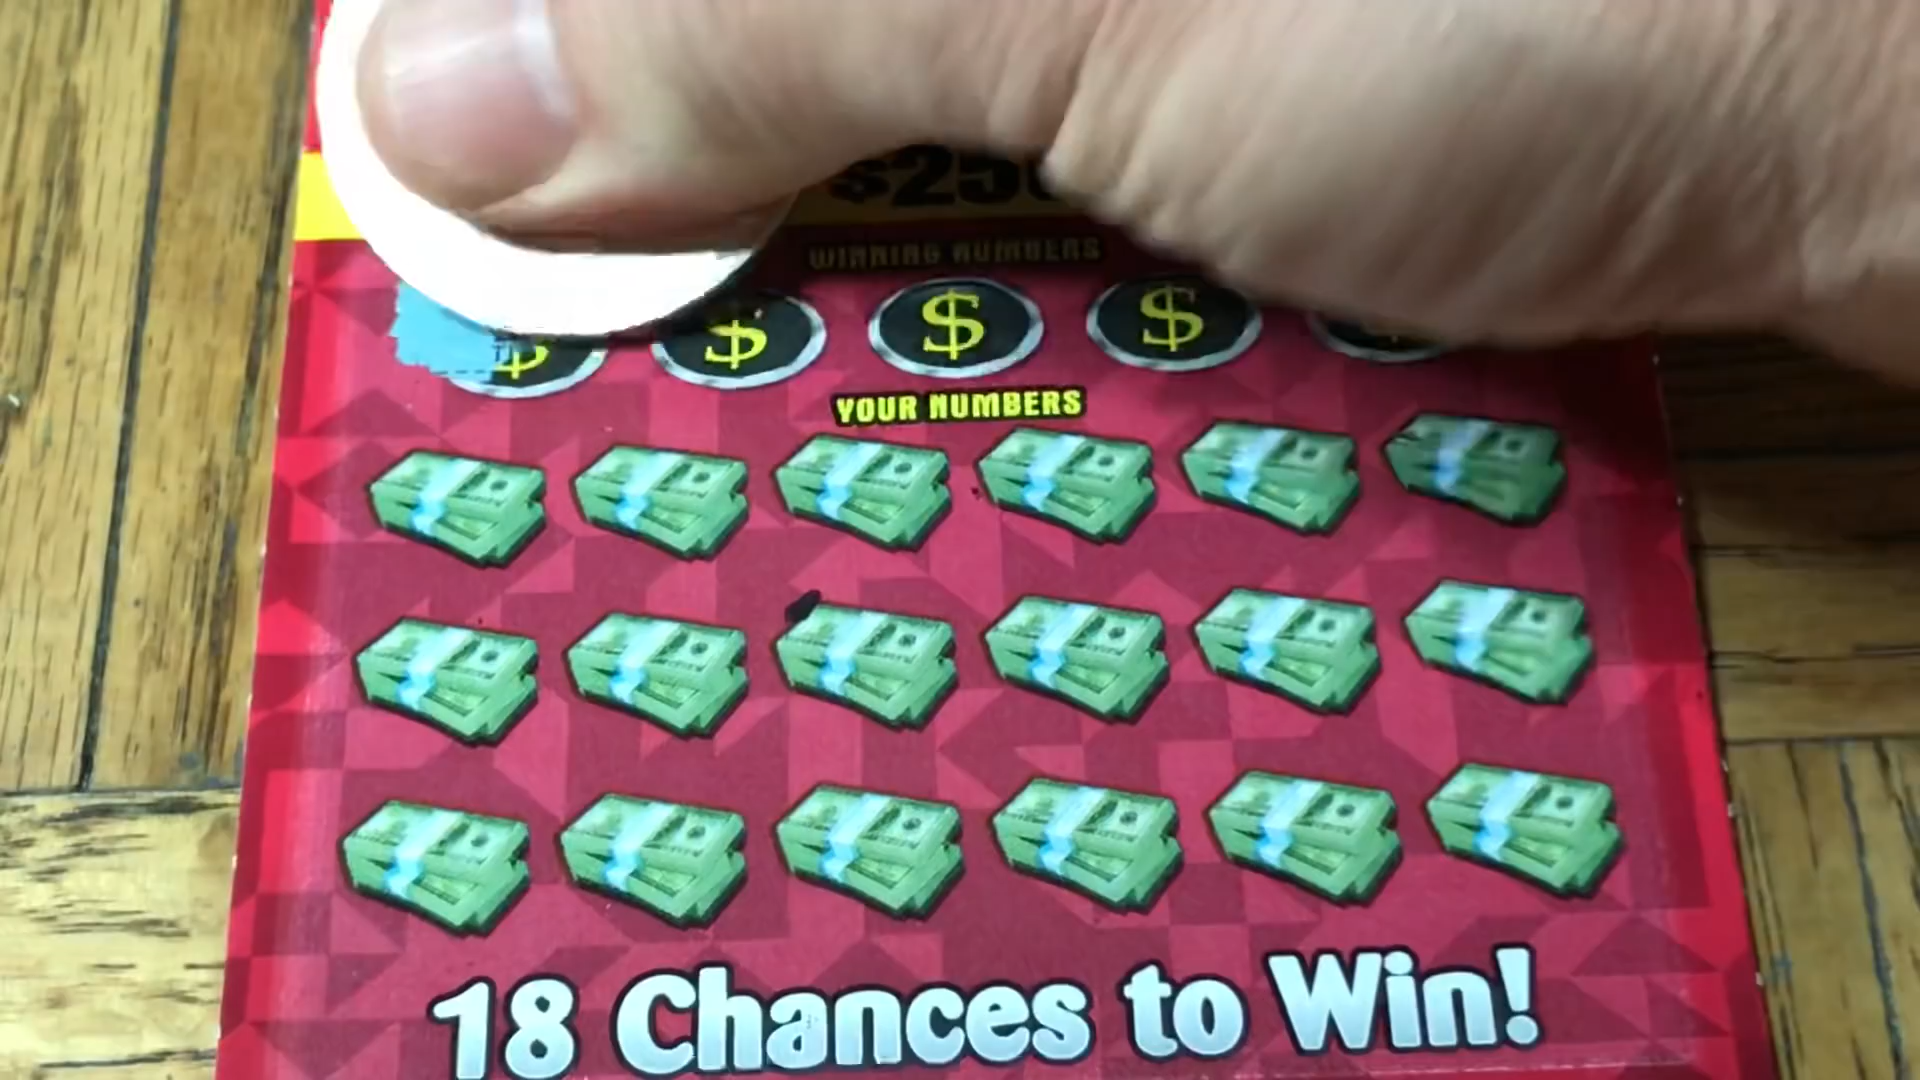 WINNING NUMBERS
$ $ $ $
YOUR NUMBERS
18 Chances to Win!